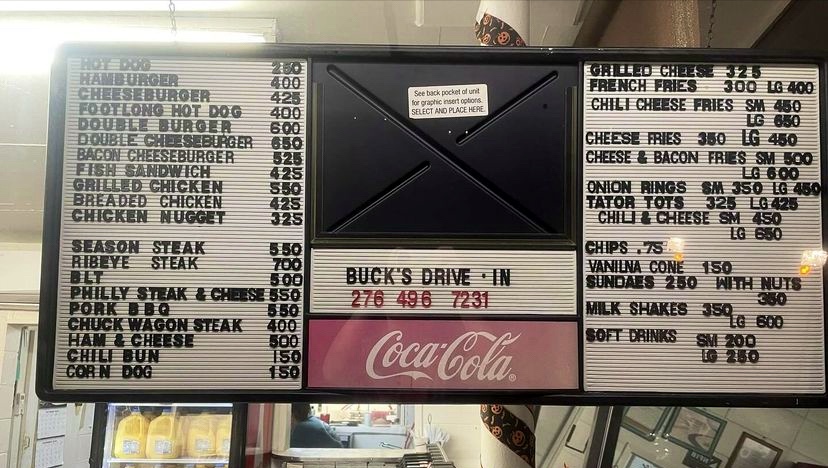 HOT DOG 250
HAMBURGER 400
CHEESEBURGER 425
FOOTLONG HOT DOG 400
DOUBLE BURGER 600
DOUBLE CHEESEBURGER 650
BACON CHEESEBURGER 525
FISH SANDWICH 425
GRILLED CHICKEN 550
BREADED CHICKEN 425
CHICKEN NUGGET 325
SEASON STEAK 550
RIBEYE STEAK 700
BLT 500
PHILLY STEAK & CHEESE 550
PORK BBQ 550
CHUCK WAGON STEAK 400
HAM & CHEESE 500
CHILI BUN 150
CORN DOG 150
See back pocket of unit
for graphic insert options.
SELECT AND PLACE HERE.
BUCK'S DRIVE - IN
276 496 7231
Coca-Cola®
GRILLED CHEESE 325
FRENCH FRIES 300 LG 400
CHILI CHEESE FRIES SM 450
LG 650
CHEESE FRIES 350 LG 450
CHEESE & BACON FRIES SM 500
LG 600
ONION RINGS SM 350 LG 450
TATOR TOTS 325 LG 425
CHILI & CHEESE SM 450
LG 650
CHIPS .75
VANILNA CONE 150
SUNDAES 250 WITH NUTS
350
MILK SHAKES 350
LG 600
SOFT DRINKS SM 200
LG 250